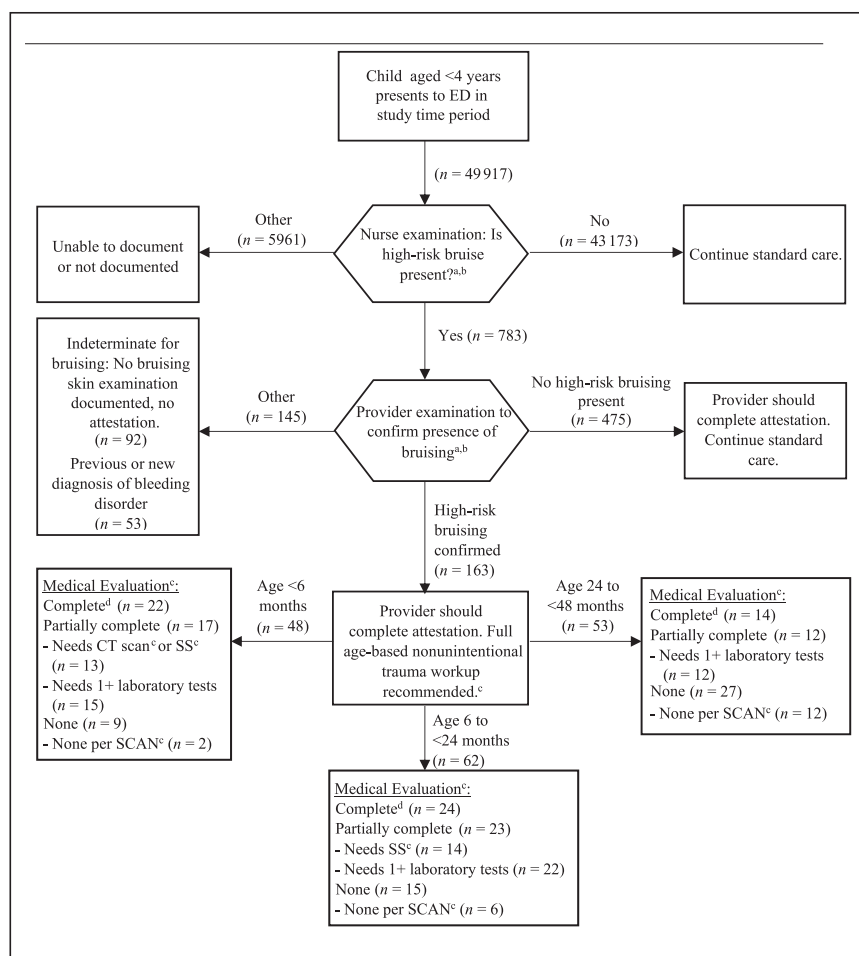 Child aged <4 years
presents to ED in
study time period
(n = 49 917)
Other
(n = 5961)
No
(n = 43 173)
Unable to document
or not documented
Nurse examination: Is
high-risk bruise
present?a,b
Continue standard care.
Yes (n = 783)
Indeterminate for
bruising: No bruising
skin examination
documented, no
attestation.
(n = 92)
Previous or new
diagnosis of bleeding
disorder
(n = 53)
Other
(n = 145)
Provider examination to
confirm presence of
bruisinga,b
No high-risk bruising
present
(n = 475)
Provider should
complete attestation.
Continue standard
care.
High-risk
bruising
confirmed
(n = 163)
Medical Evaluationc:
Completed (n = 22)
Partially complete (n = 17)
- Needs CT scanc or SSc
(n = 13)
- Needs 1+ laboratory tests
(n = 15)
None (n = 9)
- None per SCANc (n = 2)
Age <6
months
(n = 48)
Provider should
complete attestation. Full
age-based nonunintentional
trauma workup
recommended.c
Age 24 to
<48 months
(n = 53)
Medical Evaluationc:
Completed (n = 14)
Partially complete (n = 12)
- Needs 1+ laboratory tests
(n = 12)
None (n = 27)
- None per SCANc (n = 12)
Age 6 to
<24 months
(n = 62)
Medical Evaluationc:
Completed (n = 24)
Partially complete (n = 23)
- Needs SSc (n = 14)
- Needs 1+ laboratory tests (n = 22)
None (n = 15)
- None per SCANc (n = 6)